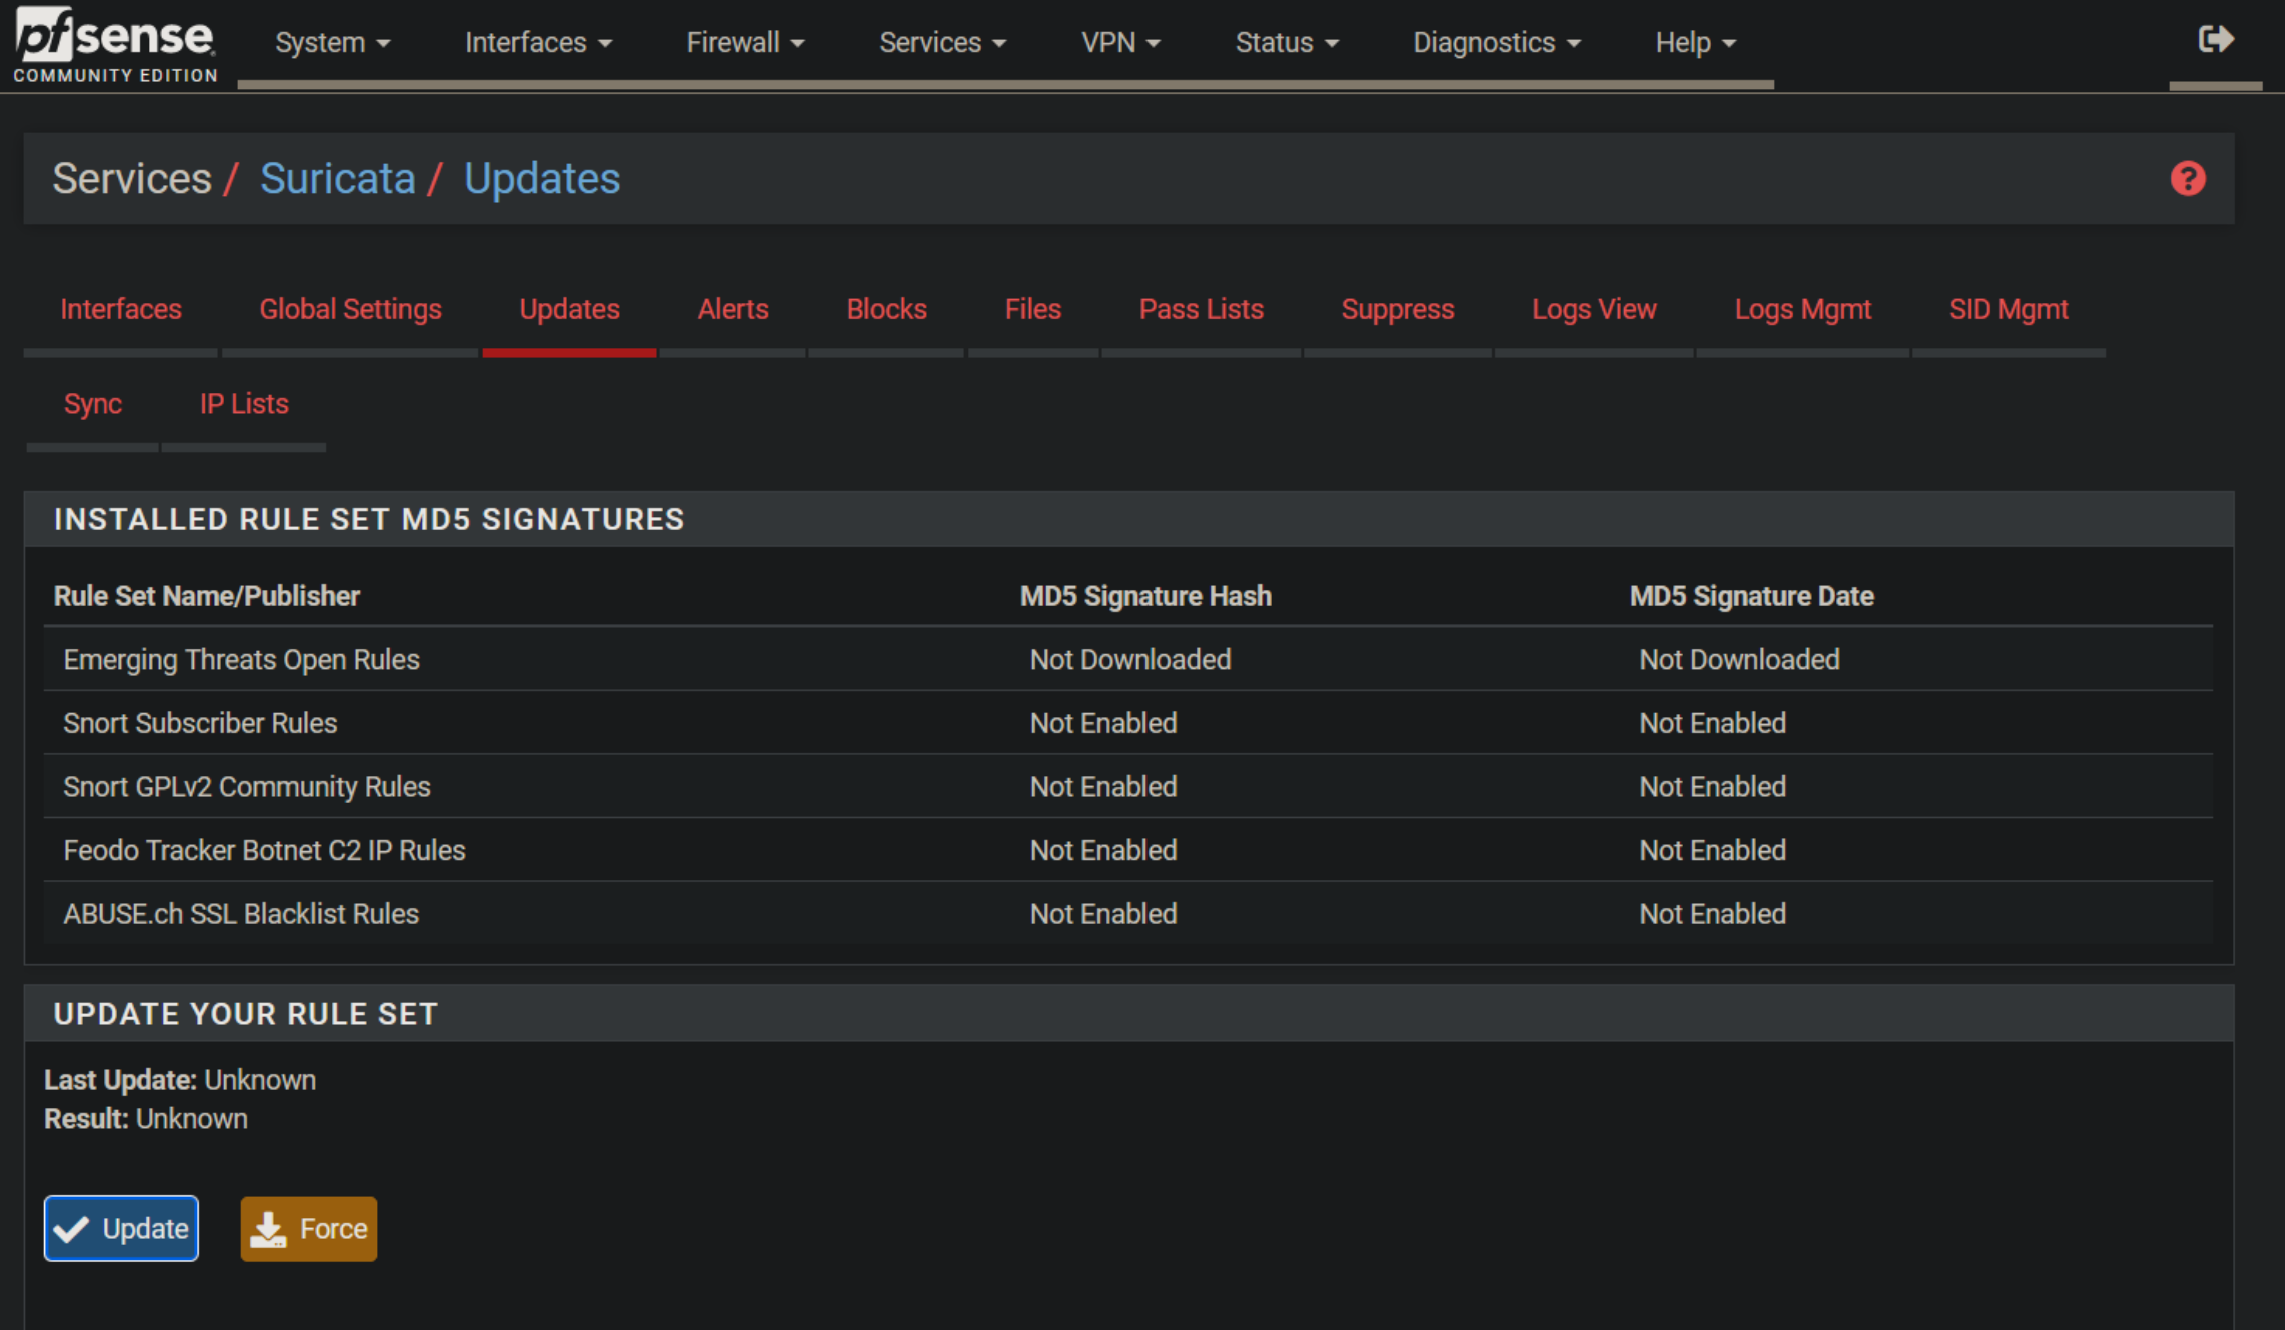 pfsense
COMMUNITY EDITION
System Interfaces Firewall Services VPN Status Diagnostics Help
Services / Suricata / Updates
Interfaces Global Settings Updates Alerts Blocks Files Pass Lists Suppress Logs View Logs Mgmt SID Mgmt
Sync IP Lists
INSTALLED RULE SET MD5 SIGNATURES
Rule Set Name/Publisher MD5 Signature Hash MD5 Signature Date
Emerging Threats Open Rules Not Downloaded Not Downloaded
Snort Subscriber Rules Not Enabled Not Enabled
Snort GPLv2 Community Rules Not Enabled Not Enabled
Feodo Tracker Botnet C2 IP Rules Not Enabled Not Enabled
ABUSE.ch SSL Blacklist Rules Not Enabled Not Enabled
UPDATE YOUR RULE SET
Last Update: Unknown
Result: Unknown
Update Force